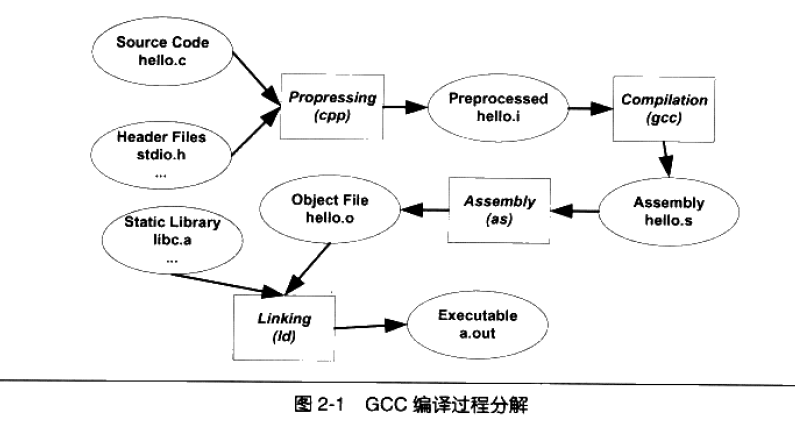 Source Code
hello.c
Propressing
(cpp)
Preprocessed
hello.i
Compilation
(gcc)
Header Files
stdio.h
...
Object File
hello.o
Assembly
(as)
Assembly
hello.s
Static Library
libc.a
...
Linking
(ld)
Executable
a.out
图 2-1 GCC 编译过程分解